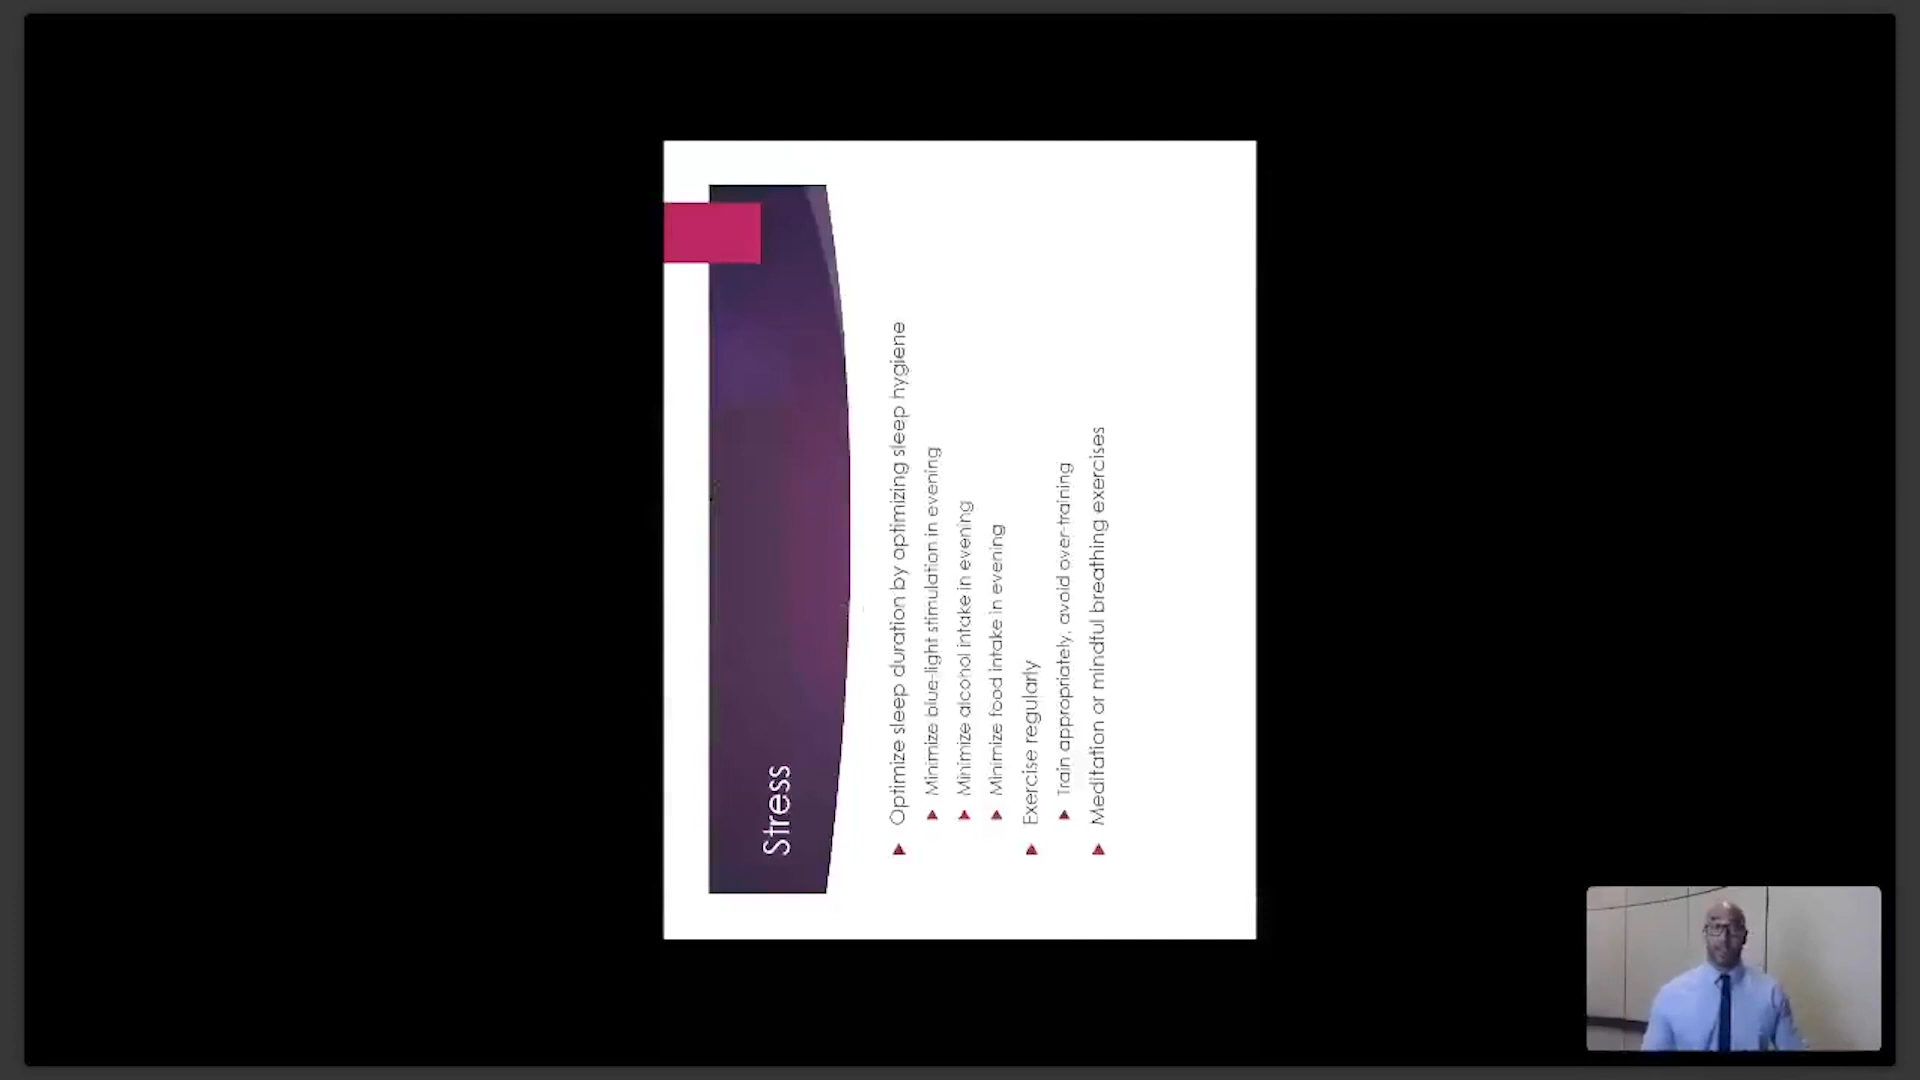 Stress
Optimize sleep duration by optimizing sleep hygiene
Minimize blue-light stimulation in evening
Minimize alcohol intake in evening
Minimize food intake in evening
Exercise regularly
Train appropriately, avoid over-training
Meditation or mindful breathing exercises